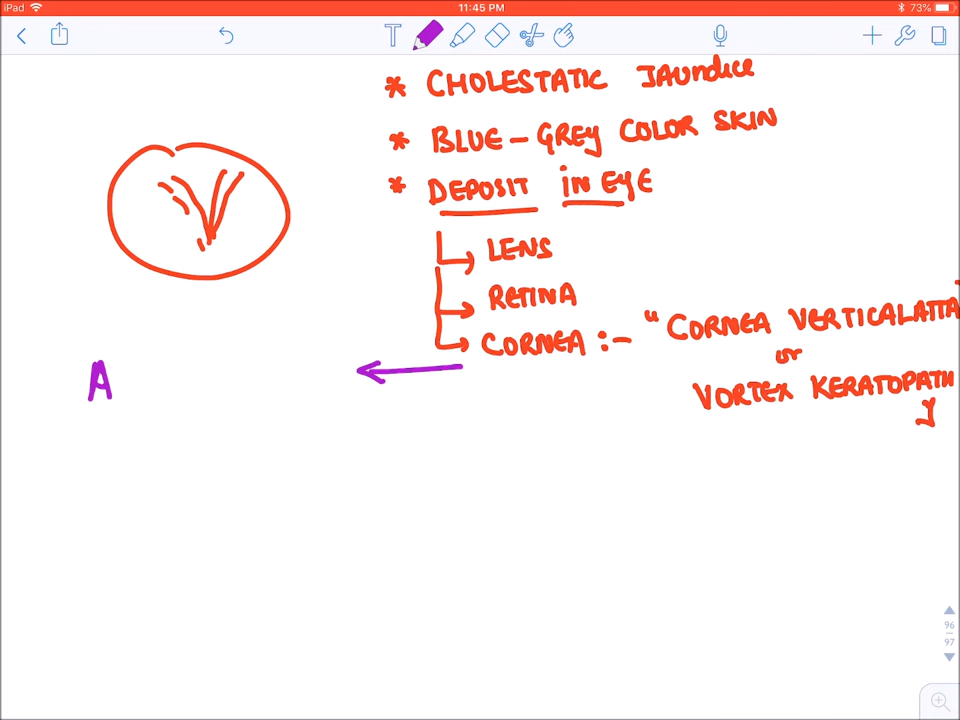 iPad 11:45 PM 73%
T
* CHOLESTATIC JAUNDICE
* BLUE-GREY COLOR SKIN
* DEPOSIT IN EYE
LENS
RETINA
CORNEA :- "CORNEA VERTICALATTA
or
VORTEX KERATOPATHY
A
96
97